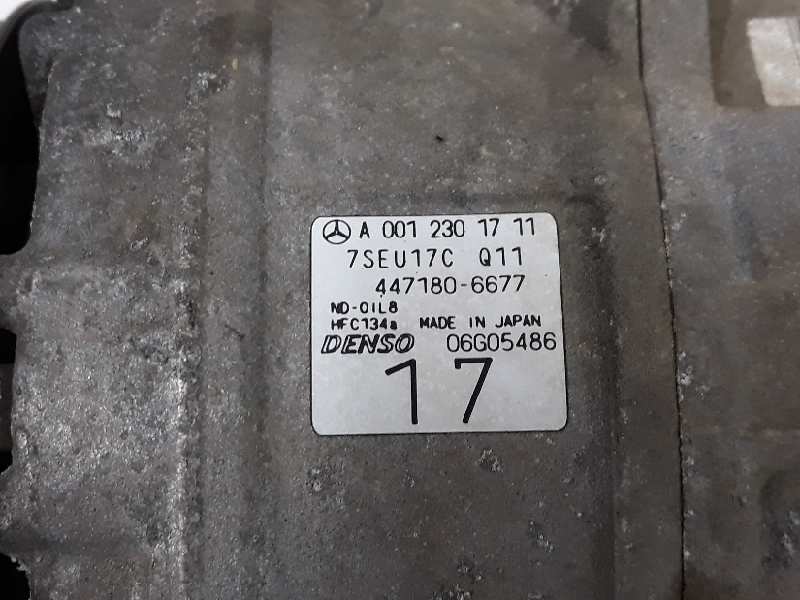 A 001 230 17 11
7SEU17C Q11
447180-6677
ND-OIL8
HFC134a MADE IN JAPAN
DENSO 06G05486
17